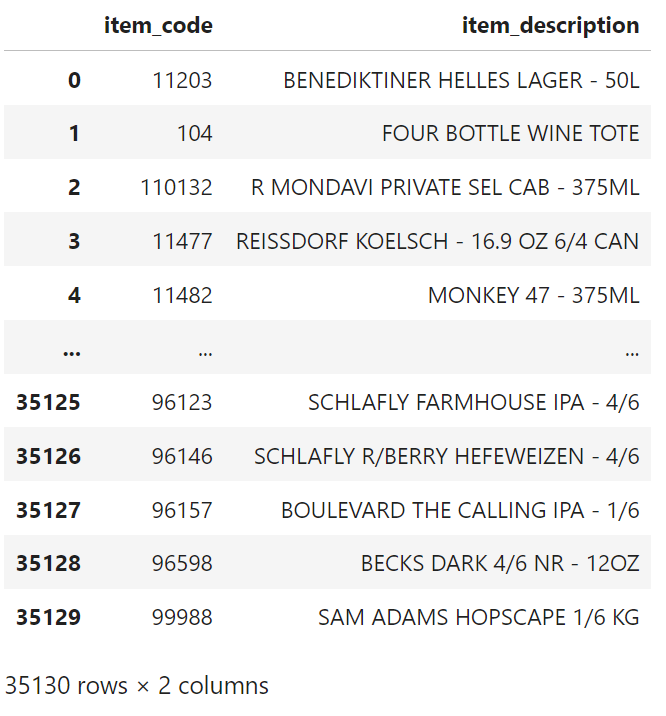 item_code item_description
0 11203 BENEDIKTINER HELLES LAGER - 50L
1 104 FOUR BOTTLE WINE TOTE
2 110132 R MONDAVI PRIVATE SEL CAB - 375ML
3 11477 REISSDORF KOELSCH - 16.9 OZ 6/4 CAN
4 11482 MONKEY 47 - 375ML
... ... ...
35125 96123 SCHLAFLY FARMHOUSE IPA - 4/6
35126 96146 SCHLAFLY R/BERRY HEFEWEIZEN - 4/6
35127 96157 BOULEVARD THE CALLING IPA - 1/6
35128 96598 BECKS DARK 4/6 NR - 12OZ
35129 99988 SAM ADAMS HOPSCAPE 1/6 KG
35130 rows × 2 columns